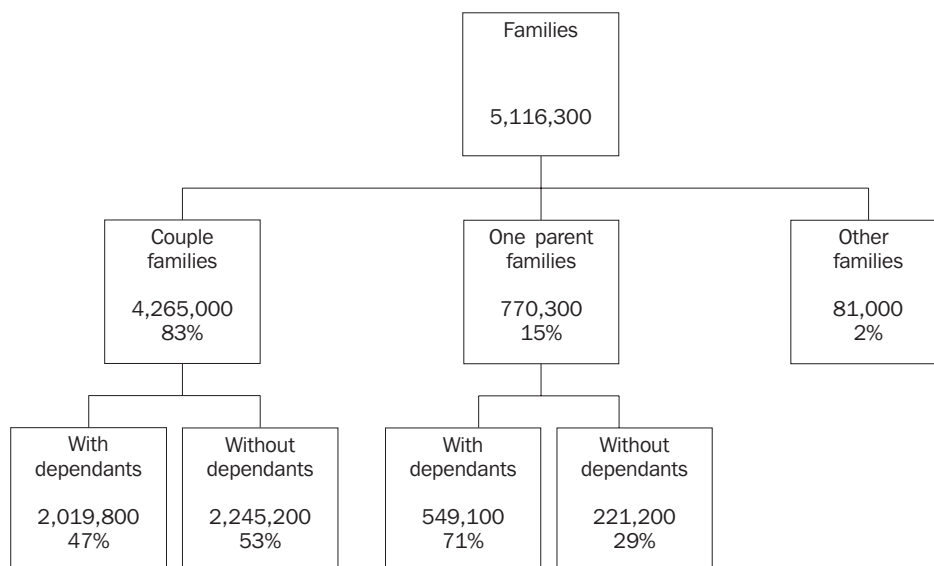 Families
5,116,300
Couple
families
4,265,000
83%
One parent
families
770,300
15%
Other
families
81,000
2%
With
dependants
2,019,800
47%
Without
dependants
2,245,200
53%
With
dependants
549,100
71%
Without
dependants
221,200
29%